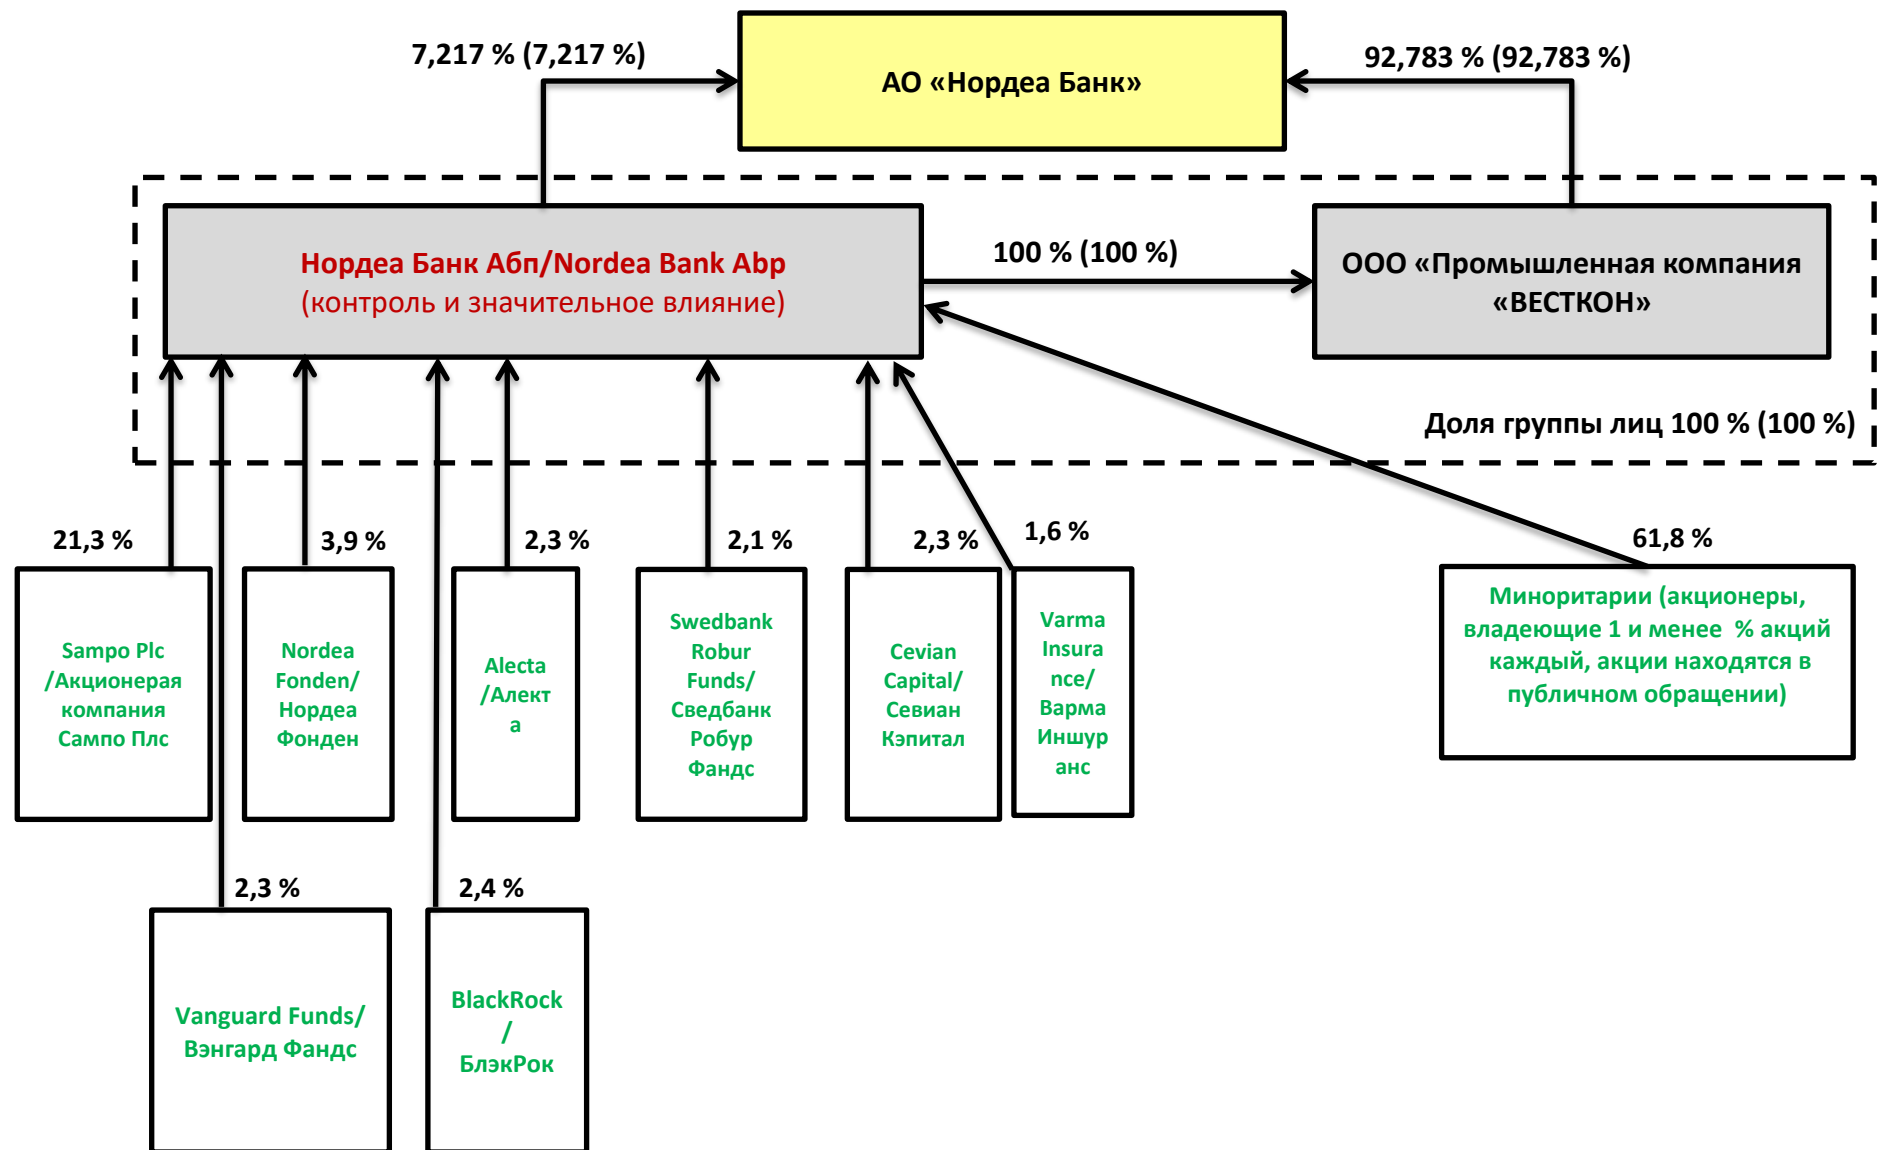 7,217 % (7,217 %)
АО «Нордеа Банк»
92,783 % (92,783 %)
Нордеа Банк Абп/Nordea Bank Abp
(контроль и значительное влияние)
100 % (100 %)
ООО «Промышленная компания
«ВЕСТКОН»
Доля группы лиц 100 % (100 %)
21,3 %
3,9 %
2,3 %
2,1 %
2,3 %
1,6 %
61,8 %
Sampo Plc
/Акционерая
компания
Сампо Плс
Nordea
Fonden/
Нордеа
Фонден
Alecta
/Алект
а
Swedbank
Robur
Funds/
Сведбанк
Робур
Фандс
Cevian
Capital/
Севиан
Кэпитал
Varma
Insura
nce/
Варма
Иншур
анс
Миноритарии (акционеры,
владеющие 1 и менее  % акций
каждый, акции находятся в
публичном обращении)
2,3 %
2,4 %
Vanguard Funds/
Вэнгард Фандс
BlackRock
/
БлэкРок